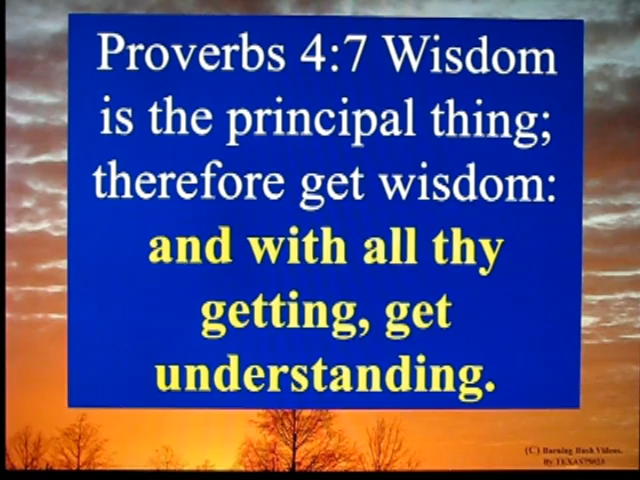 Proverbs 4:7 Wisdom
is the principal thing;
therefore get wisdom:
and with all thy
getting, get
understanding.
(C) Burning Bush Videos.